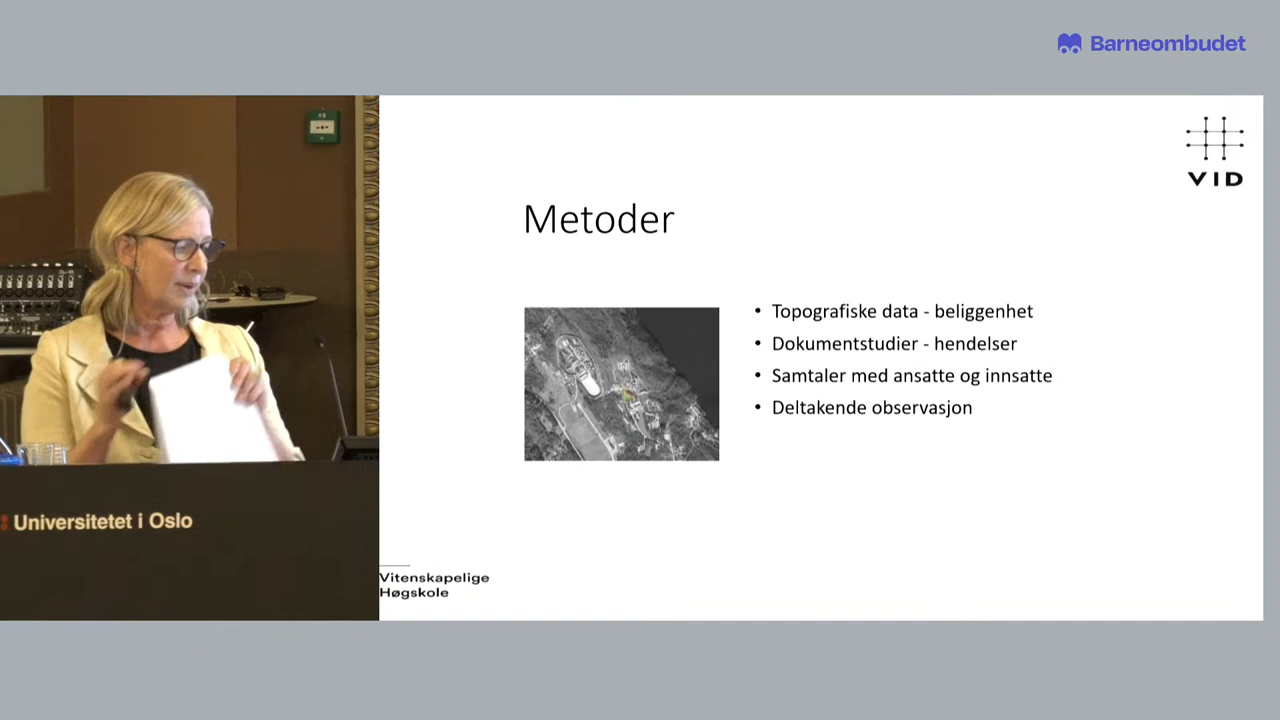 Barneombudet
VID
Metoder
• Topografiske data - beliggenhet
• Dokumentstudier - hendelser
• Samtaler med ansatte og innsatte
• Deltakende observasjon
Universitetet i Oslo
Vitenskapelige
Høgskole